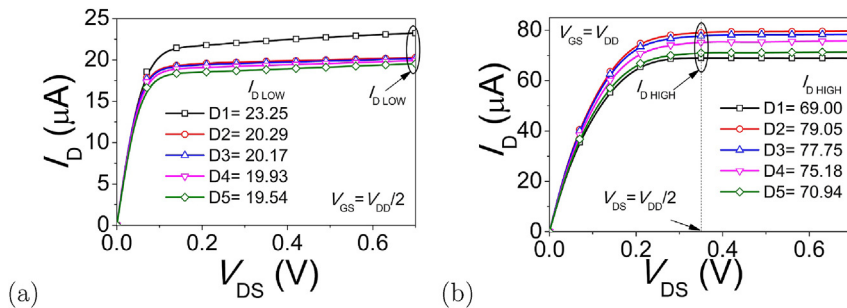 25
20
15
10
5
0
I_D (μA)
I_D LOW
D1= 23.25
D2= 20.29
D3= 20.17
D4= 19.93
D5= 19.54
I_D LOW
V_GS=V_DD/2
0.0 0.2 0.4 0.6
V_DS (V)
(a)
80
60
40
20
0
I_D (μA)
V_GS=V_DD
I_D HIGH
I_D HIGH
D1= 69.00
D2= 79.05
D3= 77.75
D4= 75.18
D5= 70.94
V_DS=V_DD/2
0.0 0.2 0.4 0.6
V_DS (V)
(b)